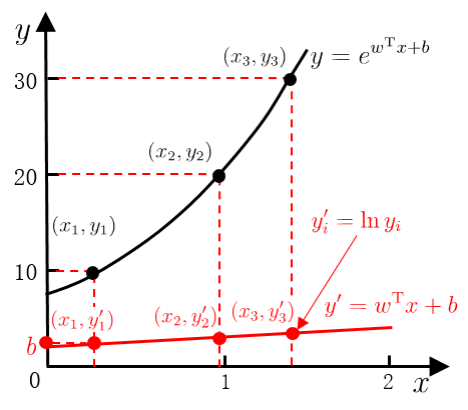 y
30
20
10
b
0
1
2
x
(x₃, y₃)
y = e^{wᵀx+b}
(x₂, y₂)
(x₁, y₁)
y′ᵢ = ln yᵢ
(x₁, y′₁)
(x₂, y′₂)
(x₃, y′₃)
y′ = wᵀx + b